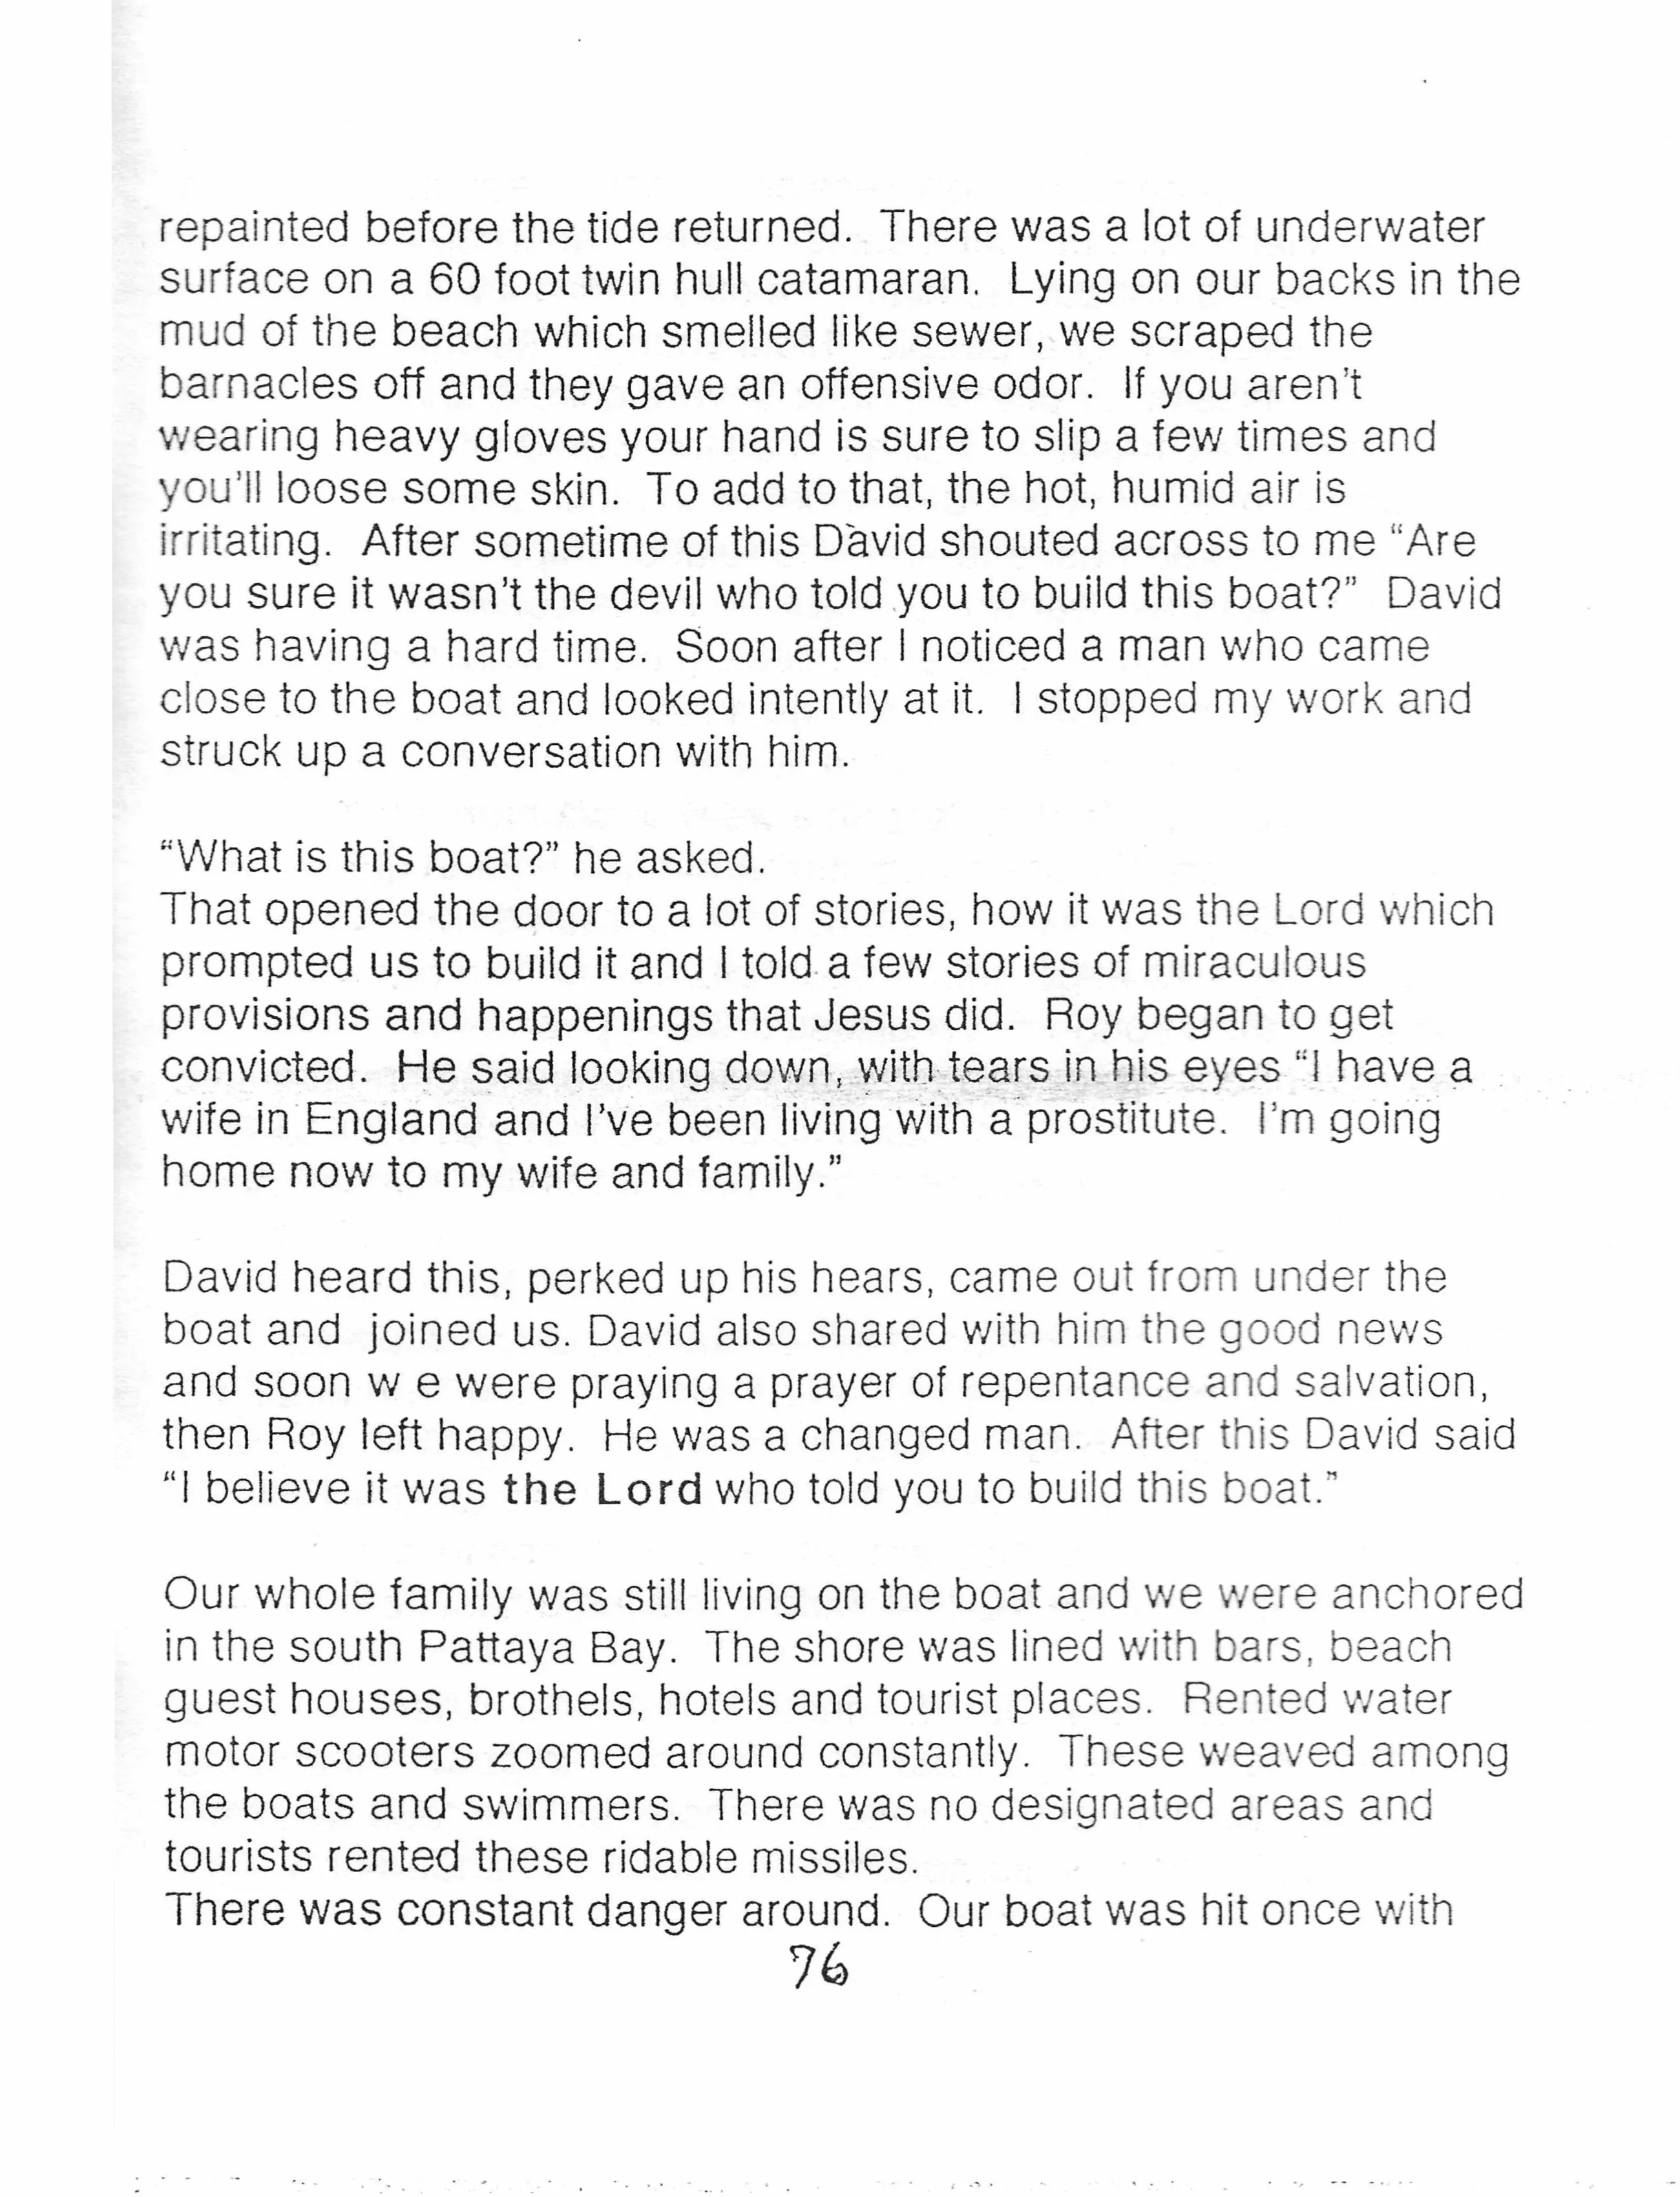 repainted before the tide returned. There was a lot of underwater
surface on a 60 foot twin hull catamaran. Lying on our backs in the
mud of the beach which smelled like sewer, we scraped the
barnacles off and they gave an offensive odor. If you aren't
wearing heavy gloves your hand is sure to slip a few times and
you'll loose some skin. To add to that, the hot, humid air is
irritating. After sometime of this David shouted across to me “Are
you sure it wasn't the devil who told you to build this boat?” David
was having a hard time. Soon after I noticed a man who came
close to the boat and looked intently at it. I stopped my work and
struck up a conversation with him.

“What is this boat?” he asked.
That opened the door to a lot of stories, how it was the Lord which
prompted us to build it and I told a few stories of miraculous
provisions and happenings that Jesus did. Roy began to get
convicted. He said looking down, with tears in his eyes “I have a
wife in England and I've been living with a prostitute. I'm going
home now to my wife and family.”

David heard this, perked up his hears, came out from under the
boat and joined us. David also shared with him the good news
and soon w e were praying a prayer of repentance and salvation,
then Roy left happy. He was a changed man. After this David said
“I believe it was the Lord who told you to build this boat.”

Our whole family was still living on the boat and we were anchored
in the south Pattaya Bay. The shore was lined with bars, beach
guest houses, brothels, hotels and tourist places. Rented water
motor scooters zoomed around constantly. These weaved among
the boats and swimmers. There was no designated areas and
tourists rented these ridable missiles.
There was constant danger around. Our boat was hit once with
76